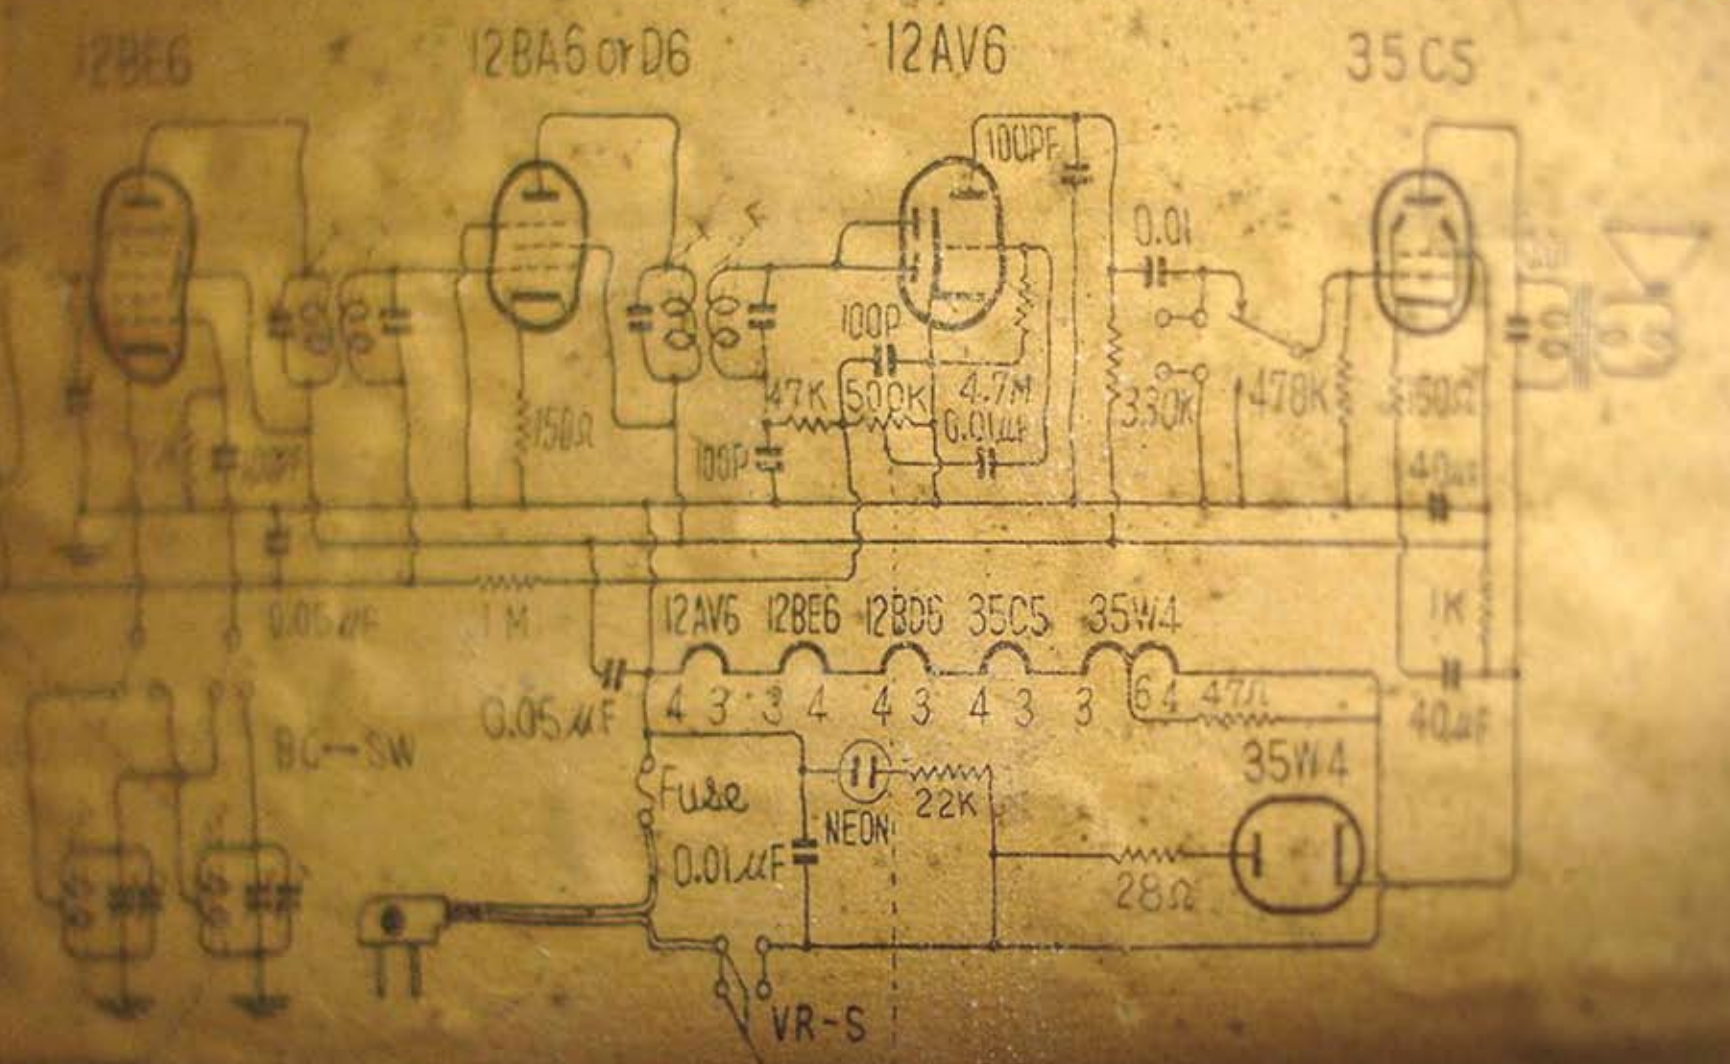 12BE6 12BA6 or D6 12AV6 35C5
100PF
0.01
100P
47K 500K 4.7M 330K 478K 150Ω
150Ω 0.01μF
100P
40μF
0.05μF 1M 12AV6 12BE6 12BD6 35C5 35W4 1K
4 3 3 4 4 3 4 3 3 6 4 47Ω
0.05μF 40μF
BC-SW 35W4
Fuse 22K
NEON
0.01μF 28Ω
VR-S